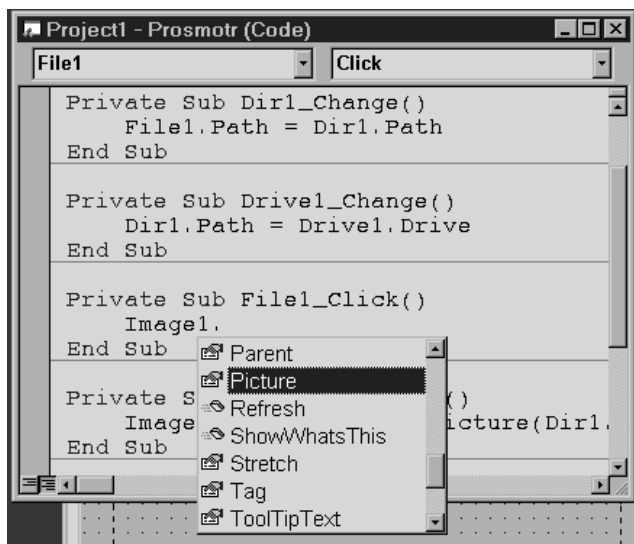 Project1 - Prosmotr (Code)
File1 Click
Private Sub Dir1_Change()
File1.Path = Dir1.Path
End Sub
Private Sub Drive1_Change()
Dir1.Path = Drive1.Drive
End Sub
Private Sub File1_Click()
Image1.
End Sub
Parent
Picture
Refresh
ShowWhatsThis
Stretch
Tag
ToolTipText
Private S ()
Image icture(Dir1.
End Sub